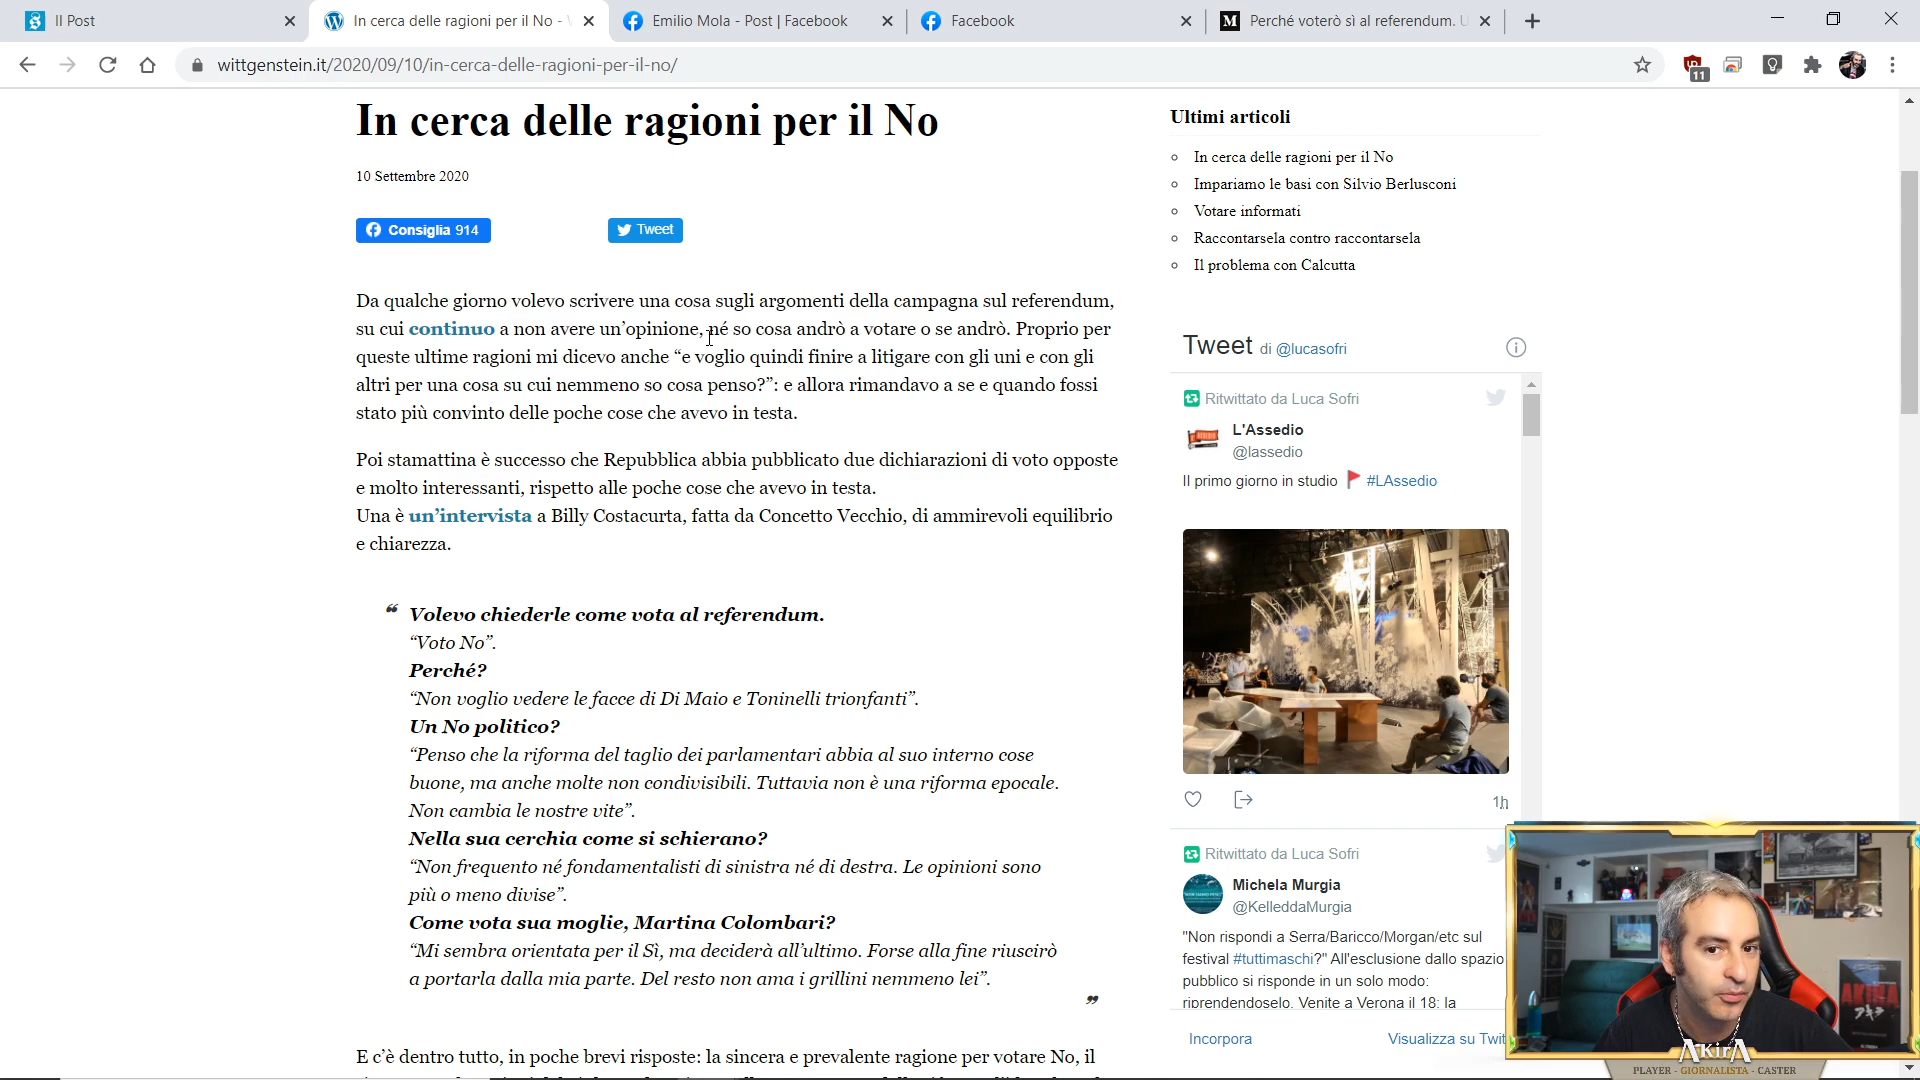 Il Post
In cerca delle ragioni per il No -
Emilio Mola - Post | Facebook
Facebook
Perché voterò sì al referendum.
wittgenstein.it/2020/09/10/in-cerca-delle-ragioni-per-il-no/
11
In cerca delle ragioni per il No
10 Settembre 2020
Consiglia 914
Tweet
Da qualche giorno volevo scrivere una cosa sugli argomenti della campagna sul referendum,
su cui continuo a non avere un’opinione, né so cosa andrò a votare o se andrò. Proprio per
queste ultime ragioni mi dicevo anche “e voglio quindi finire a litigare con gli uni e con gli
altri per una cosa su cui nemmeno so cosa penso?”: e allora rimandavo a se e quando fossi
stato più convinto delle poche cose che avevo in testa.
Poi stamattina è successo che Repubblica abbia pubblicato due dichiarazioni di voto opposte
e molto interessanti, rispetto alle poche cose che avevo in testa.
Una è un’intervista a Billy Costacurta, fatta da Concetto Vecchio, di ammirevoli equilibrio
e chiarezza.
“ Volevo chiederle come vota al referendum.
“Voto No”.
Perché?
“Non voglio vedere le facce di Di Maio e Toninelli trionfanti”.
Un No politico?
“Penso che la riforma del taglio dei parlamentari abbia al suo interno cose
buone, ma anche molte non condivisibili. Tuttavia non è una riforma epocale.
Non cambia le nostre vite”.
Nella sua cerchia come si schierano?
“Non frequento né fondamentalisti di sinistra né di destra. Le opinioni sono
più o meno divise”.
Come vota sua moglie, Martina Colombari?
“Mi sembra orientata per il Sì, ma deciderà all’ultimo. Forse alla fine riuscirò
a portarla dalla mia parte. Del resto non ama i grillini nemmeno lei”.
”
E c’è dentro tutto, in poche brevi risposte: la sincera e prevalente ragione per votare No, il
Ultimi articoli
In cerca delle ragioni per il No
Impariamo le basi con Silvio Berlusconi
Votare informati
Raccontarsela contro raccontarsela
Il problema con Calcutta
Tweet di @lucasofri
Ritwittato da Luca Sofri
L'Assedio
@lassedio
Il primo giorno in studio 🚩 #LAssedio
1h
Ritwittato da Luca Sofri
Michela Murgia
@KelleddaMurgia
"Non rispondi a Serra/Baricco/Morgan/etc sul
festival #tuttimaschi?" All'esclusione dallo spazio
pubblico si risponde in un solo modo:
riprendendoselo. Venite a Verona il 18: la
Incorpora
Visualizza su Twit
AKirA
AKirA
PLAYER - GIORNALISTA - CASTER